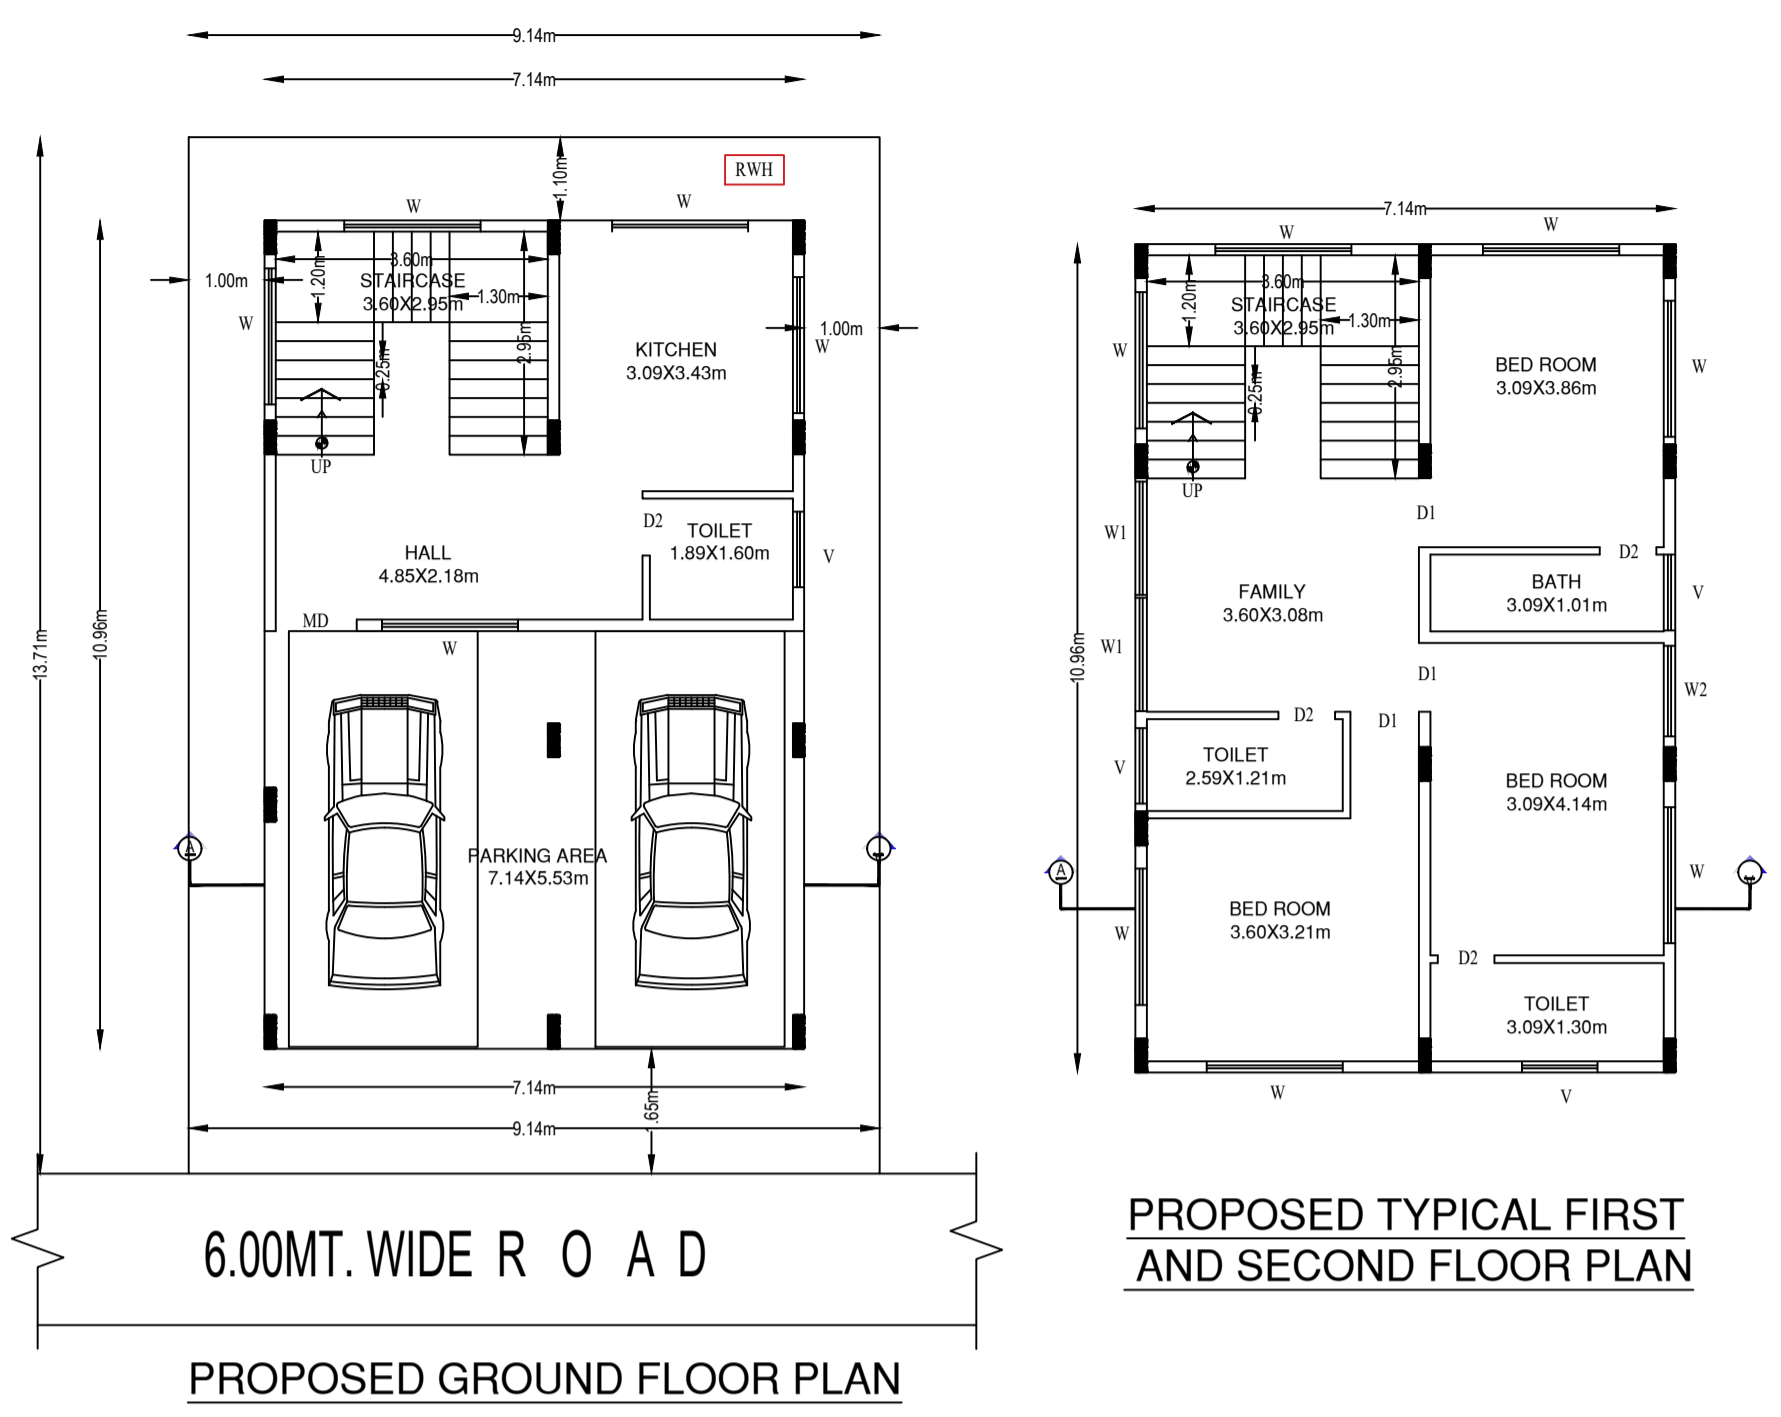 9.14m
7.14m
1.10m
RWH
W
W
3.60m
1.20m
STAIRCASE
3.60X2.95m
1.30m
1.00m
1.00m
W
W
2.95m
0.25m
KITCHEN
3.09X3.43m
UP
D2
TOILET
1.89X1.60m
V
HALL
4.85X2.18m
MD
W
13.71m
10.96m
A
PARKING AREA
7.14X5.53m
7.14m
.65m
9.14m
6.00MT. WIDE R O A D
PROPOSED GROUND FLOOR PLAN
7.14m
W
W
3.60m
1.20m
STAIRCASE
3.60X2.95m
1.30m
W
2.95m
0.25m
BED ROOM
3.09X3.86m
W
UP
W1
D1
D2
FAMILY
3.60X3.08m
BATH
3.09X1.01m
V
W1
10.96m
D1
W2
D2
D1
TOILET
2.59X1.21m
V
BED ROOM
3.09X4.14m
A
W
BED ROOM
3.60X3.21m
W
D2
TOILET
3.09X1.30m
W
V
PROPOSED TYPICAL FIRST
AND SECOND FLOOR PLAN